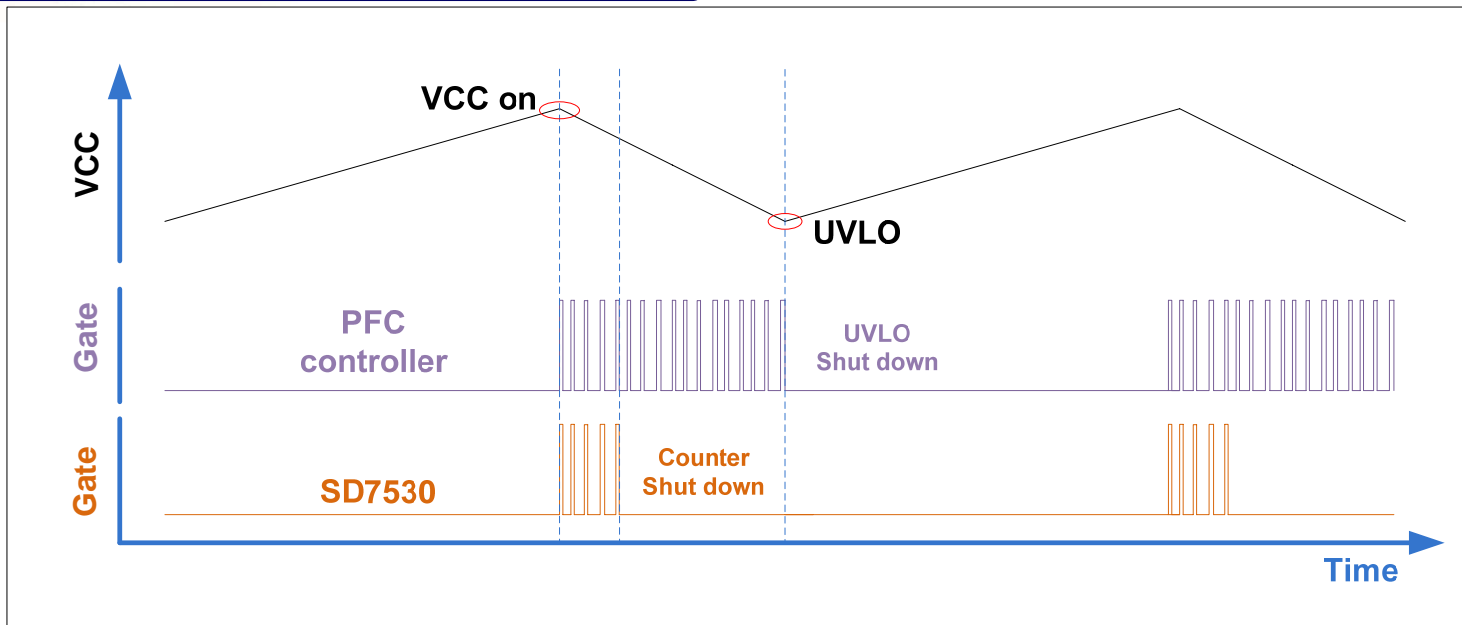 VCC on
VCC
UVLO
Gate
PFC
controller
UVLO
Shut down
Gate
SD7530
Counter
Shut down
Time